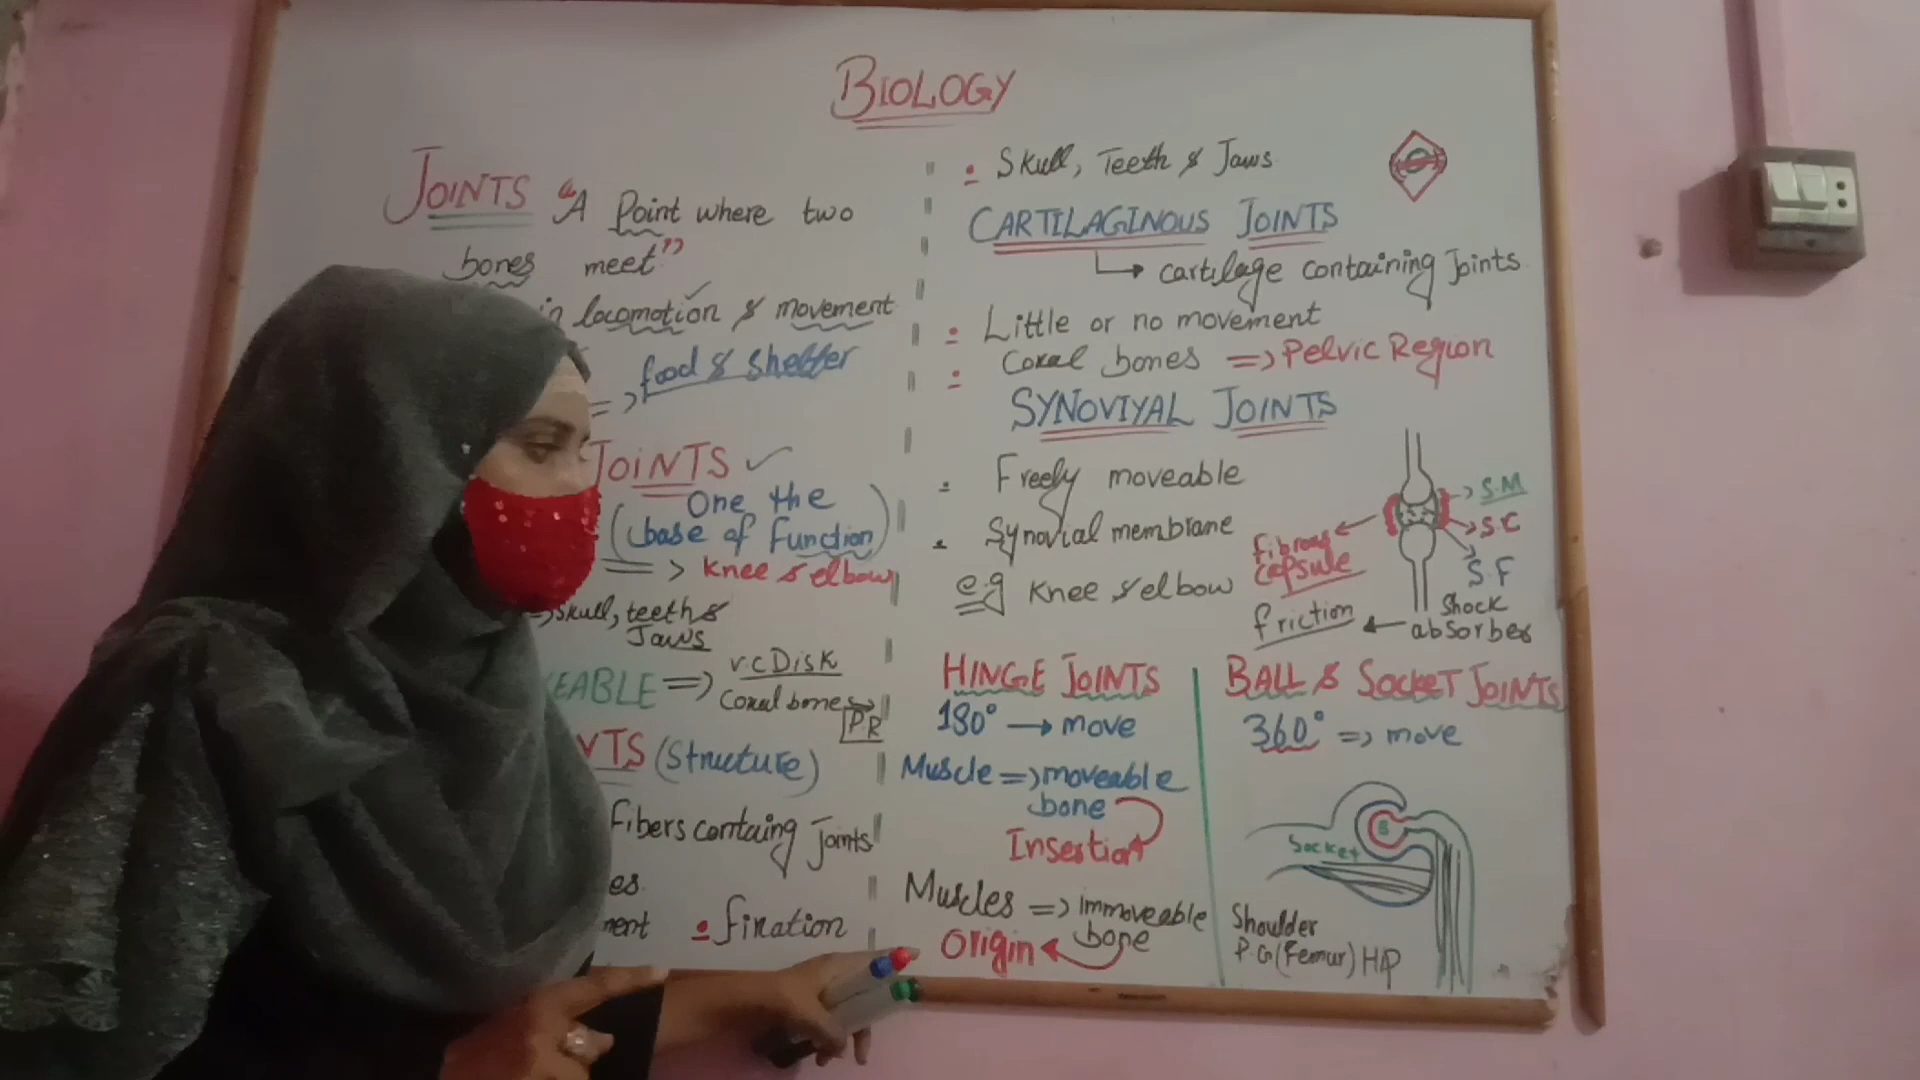 BIOLOGY
JOINTS "A Point where two
bones meet"
in locomotion & movement
=> food & shelter
JOINTS ✓
(One the
base of Function)
=> Knee & elbow
=> Skull, teeth &
Jaws
EABLE => v.c Disk
Coxal bones =>
P.R
NTS (Structure)
Fibers containg Joints
es.
ment • fixation
: Skull, Teeth & Jaws
CARTILAGINOUS JOINTS
↳ cartilage containing Joints
: Little or no movement
: Coxal bones => Pelvic Region
SYNOVIYAL JOINTS
- Freely moveable
- Synovial membrane
e.g Knee & elbow
S.M
S.C
S.F
Fibrous
capsule
Shock
friction ← absorber
HINGE JOINTS
180° → move
Muscle => moveable
bone
Insertion
Muscles => immoveable
bone
Origin
BALL & SOCKET JOINTS
360° => move
B
Socket
Shoulder
P.G (Femur) HIP